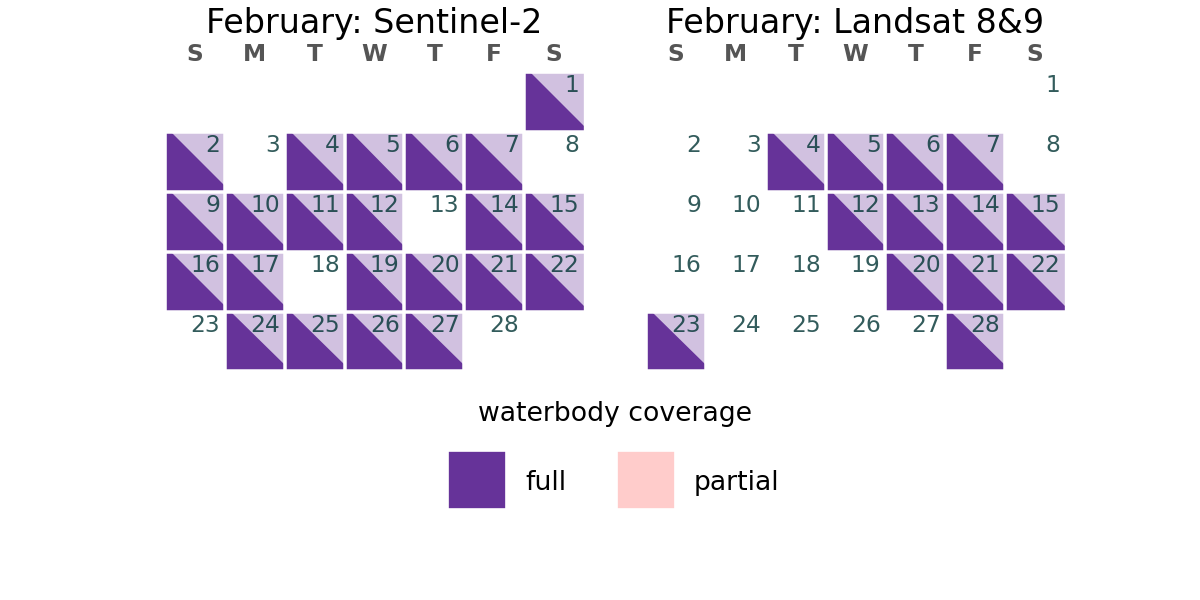 February: Sentinel-2
S M T W T F S
1
2 3 4 5 6 7 8
9 10 11 12 13 14 15
16 17 18 19 20 21 22
23 24 25 26 27 28
February: Landsat 8&9
S M T W T F S
1
2 3 4 5 6 7 8
9 10 11 12 13 14 15
16 17 18 19 20 21 22
23 24 25 26 27 28
waterbody coverage
full partial